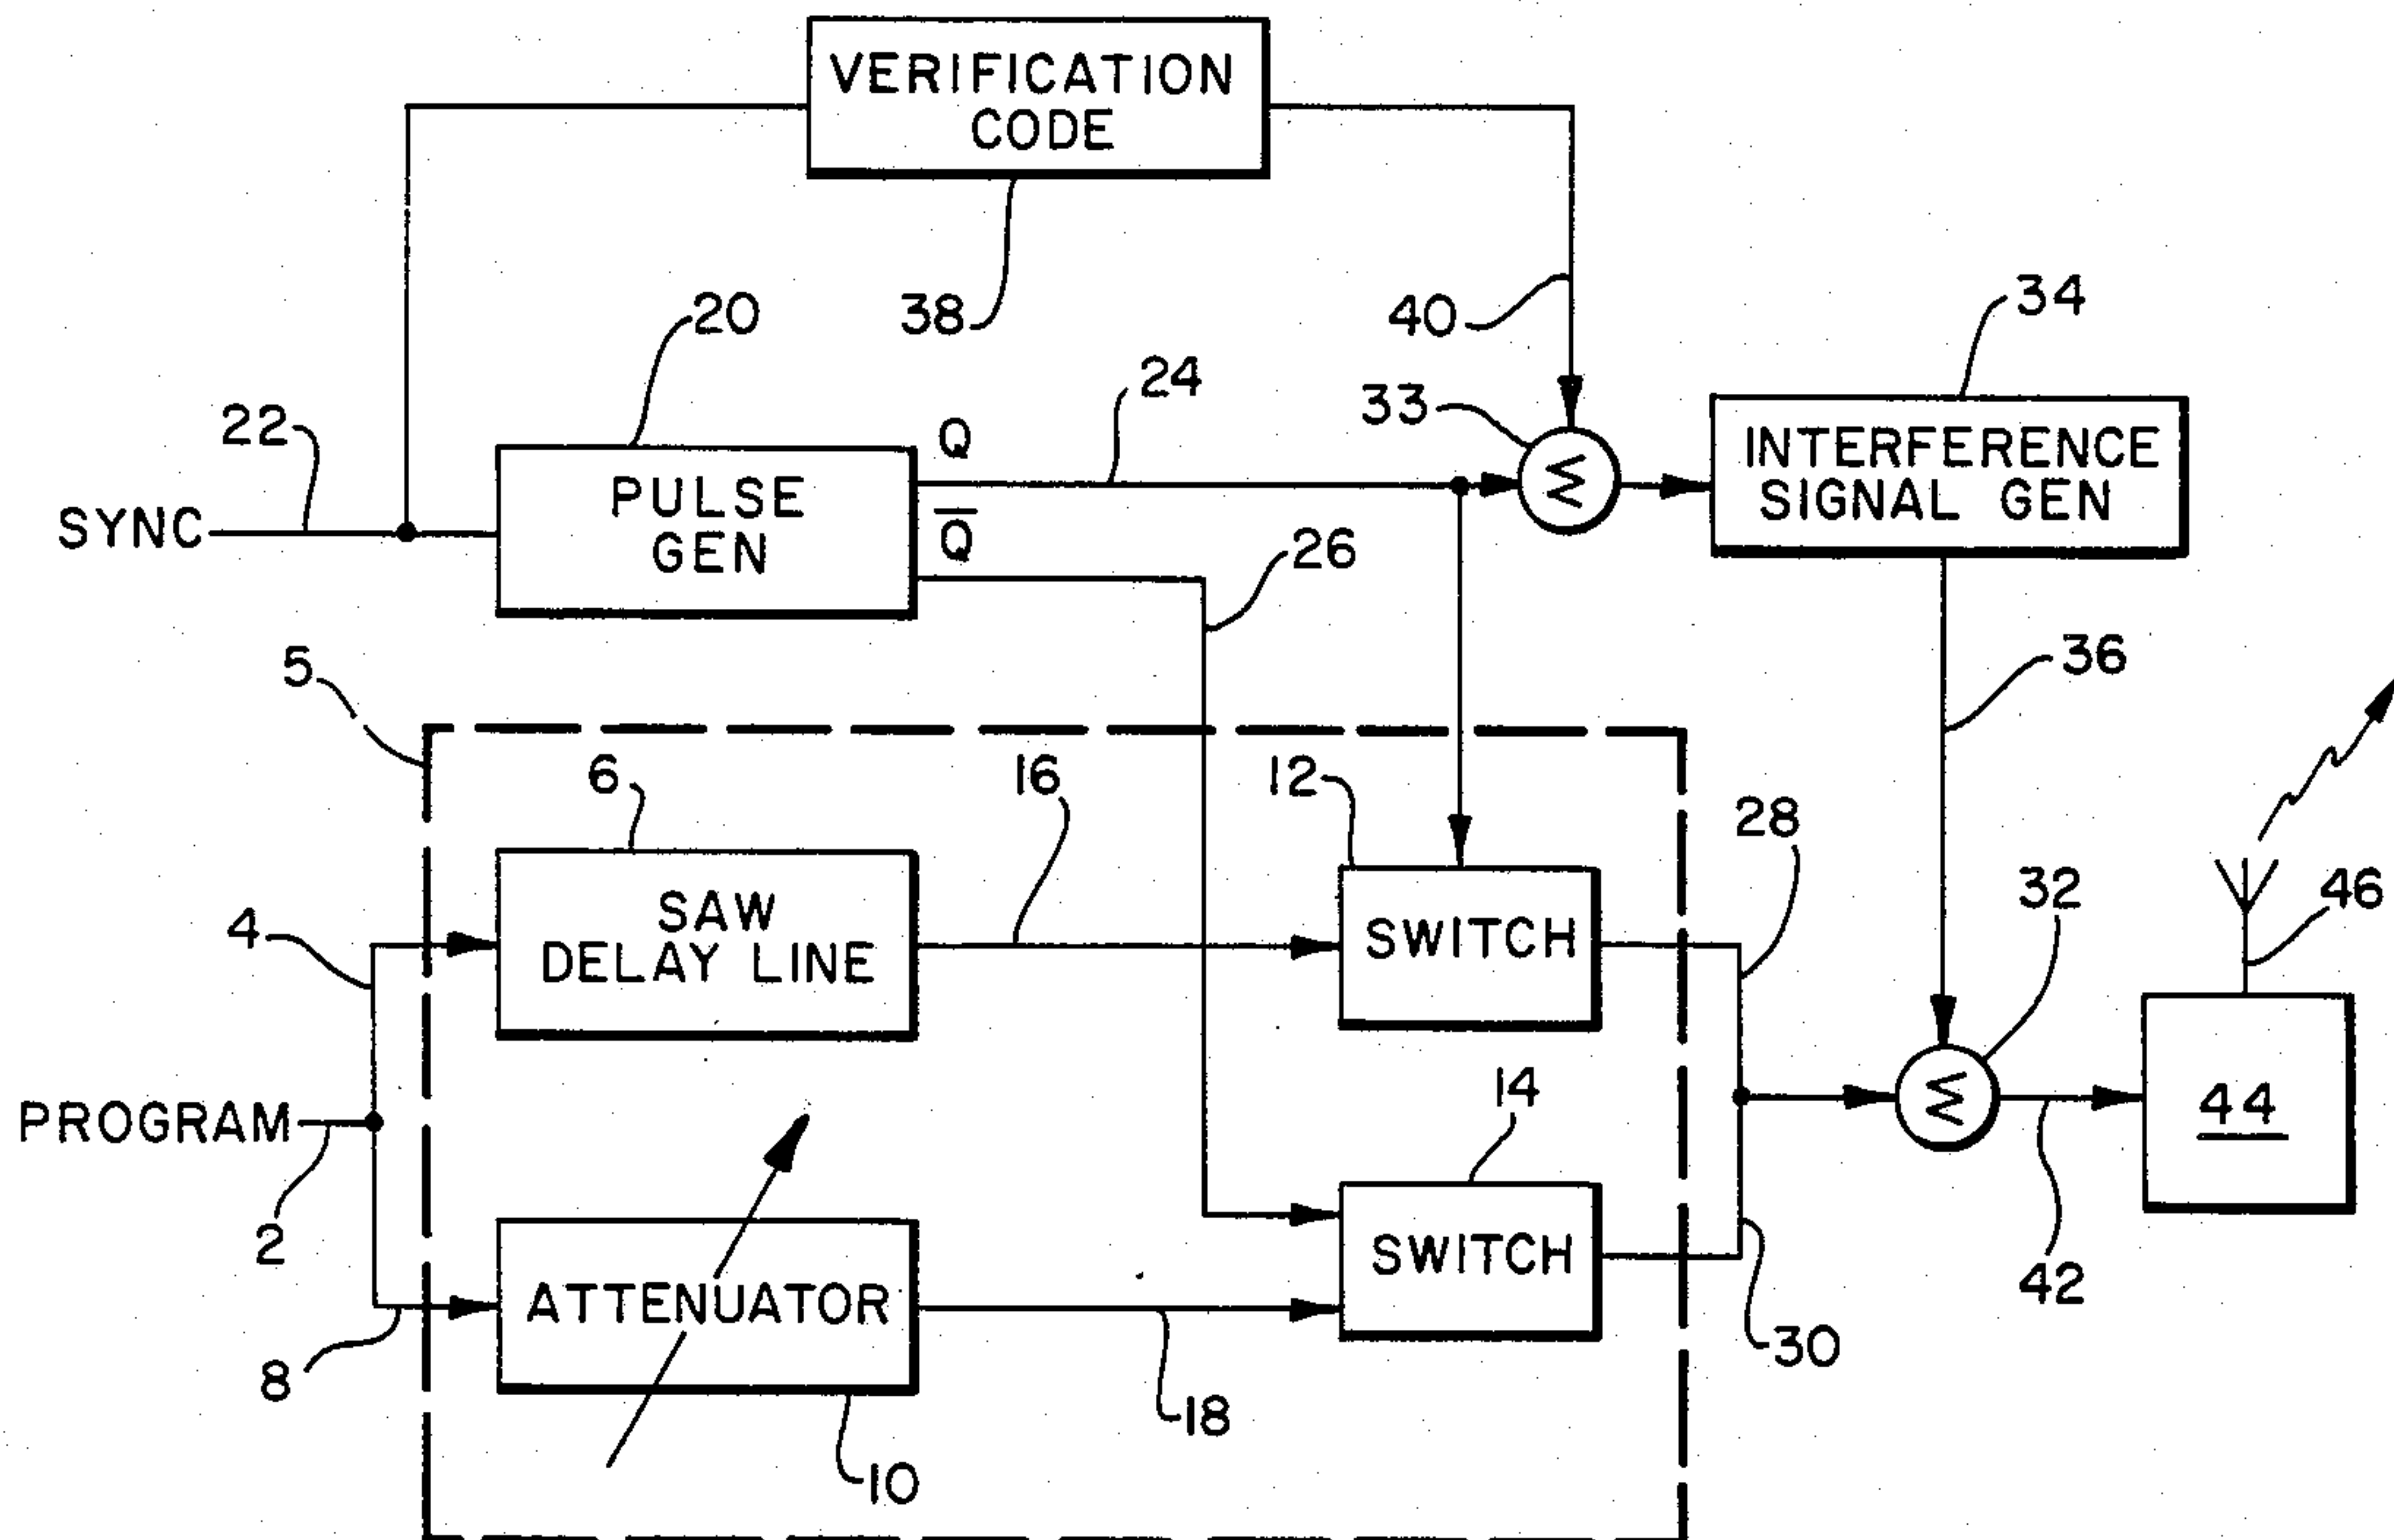 VERIFICATION
CODE
38
40
34
20
24
33
22
Q
INTERFERENCE
SIGNAL GEN
PULSE
GEN
SYNC
Q̅
26
36
5
6
16
12
28
SAW
DELAY LINE
4
SWITCH
32
46
PROGRAM
2
14
44
ATTENUATOR
SWITCH
42
8
18
30
10
Σ
Σ